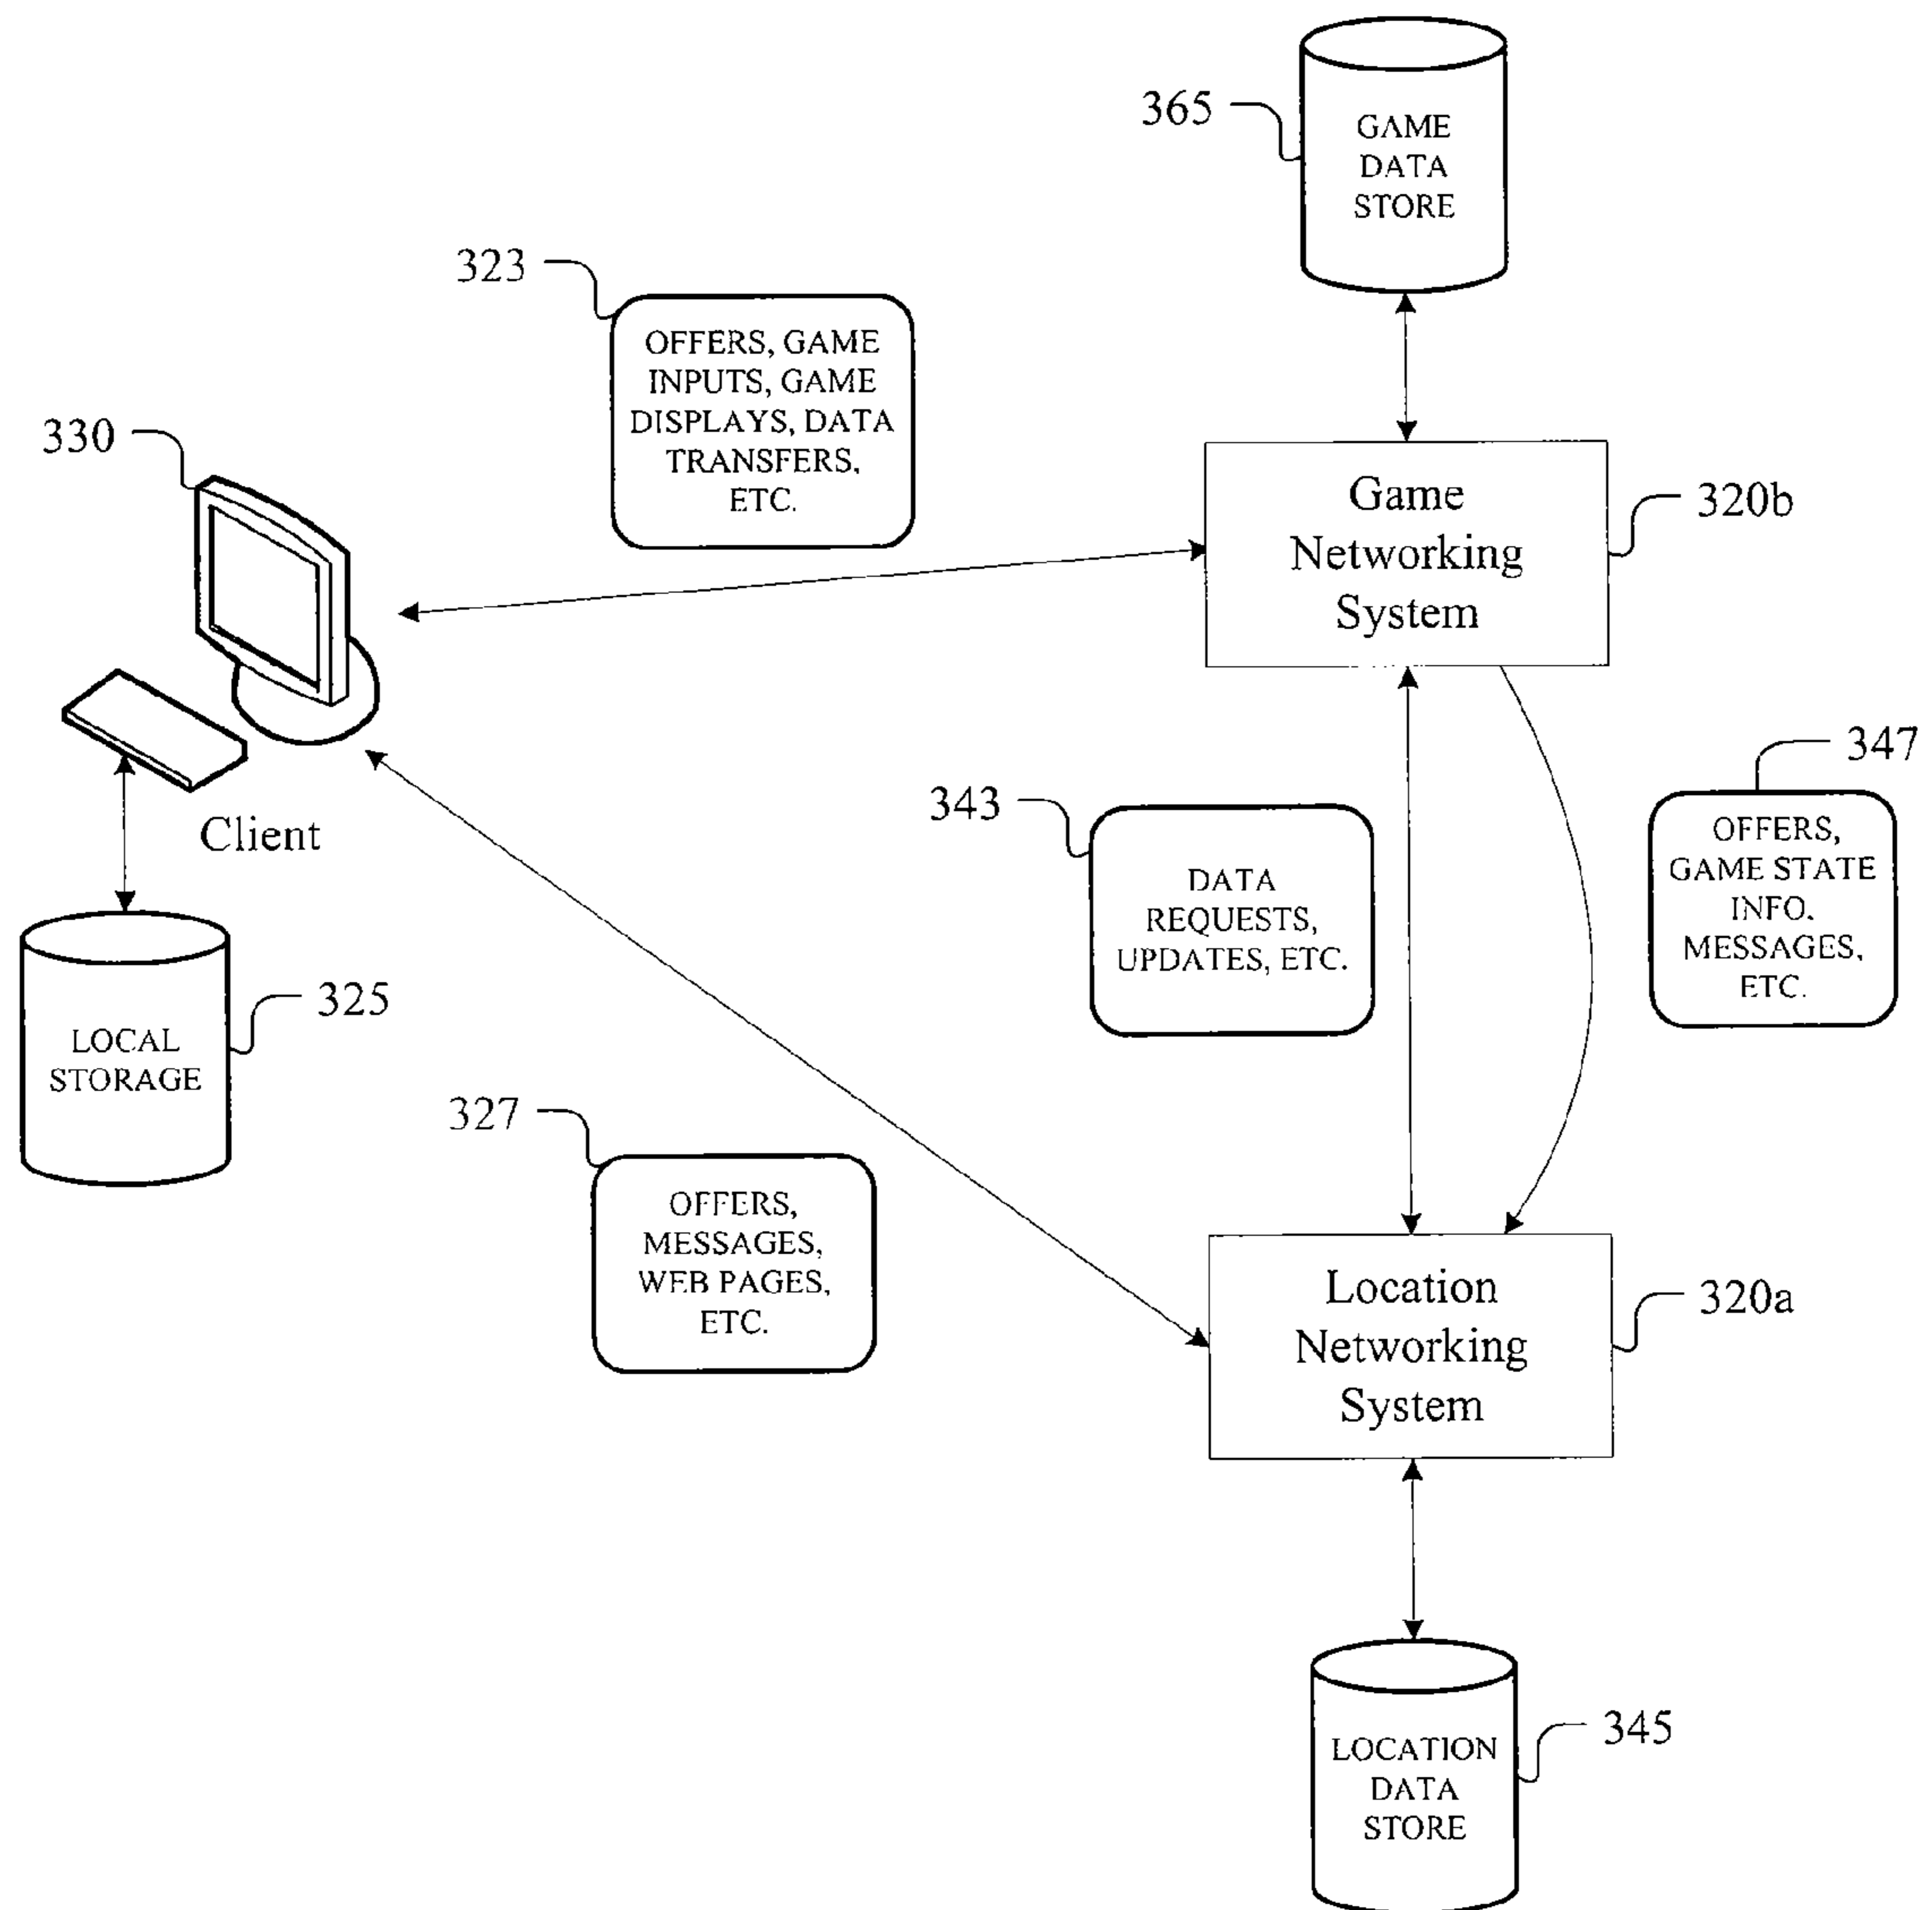 365
GAME
DATA
STORE
323
OFFERS, GAME
INPUTS, GAME
DISPLAYS, DATA
TRANSFERS,
ETC.
330
Game
Networking
System
320b
Client
343
DATA
REQUESTS,
UPDATES, ETC.
347
OFFERS,
GAME STATE
INFO,
MESSAGES,
ETC.
LOCAL
STORAGE
325
327
OFFERS,
MESSAGES,
WEB PAGES,
ETC.
Location
Networking
System
320a
LOCATION
DATA
STORE
345